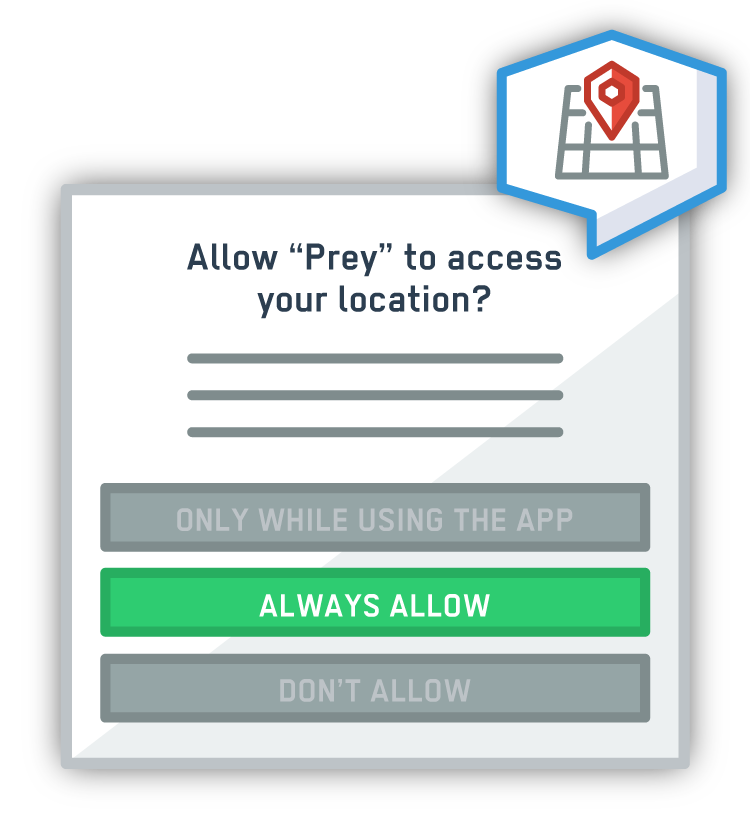 Allow “Prey” to access
your location?
ONLY WHILE USING THE APP
ALWAYS ALLOW
DON’T ALLOW